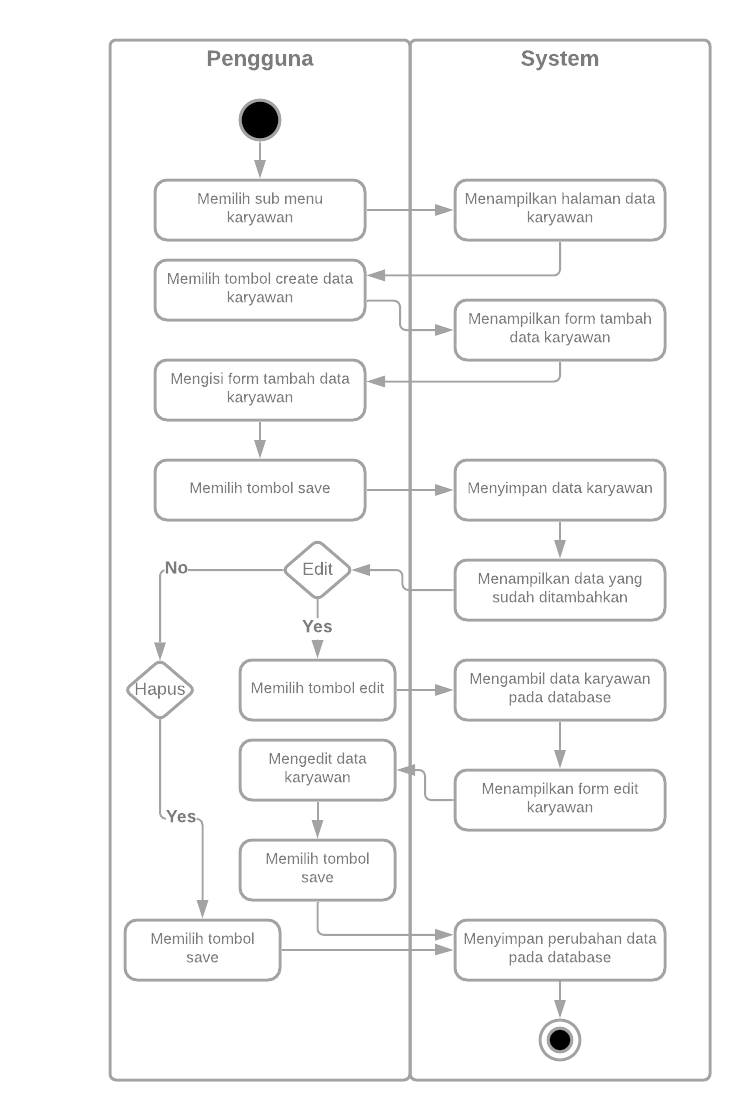 Pengguna
System
Memilih sub menu
karyawan
Menampilkan halaman data
karyawan
Memilih tombol create data
karyawan
Menampilkan form tambah
data karyawan
Mengisi form tambah data
karyawan
Memilih tombol save
Menyimpan data karyawan
Edit
No
Menampilkan data yang
sudah ditambahkan
Yes
Hapus
Memilih tombol edit
Mengambil data karyawan
pada database
Mengedit data
karyawan
Menampilkan form edit
karyawan
Yes
Memilih tombol
save
Memilih tombol
save
Menyimpan perubahan data
pada database